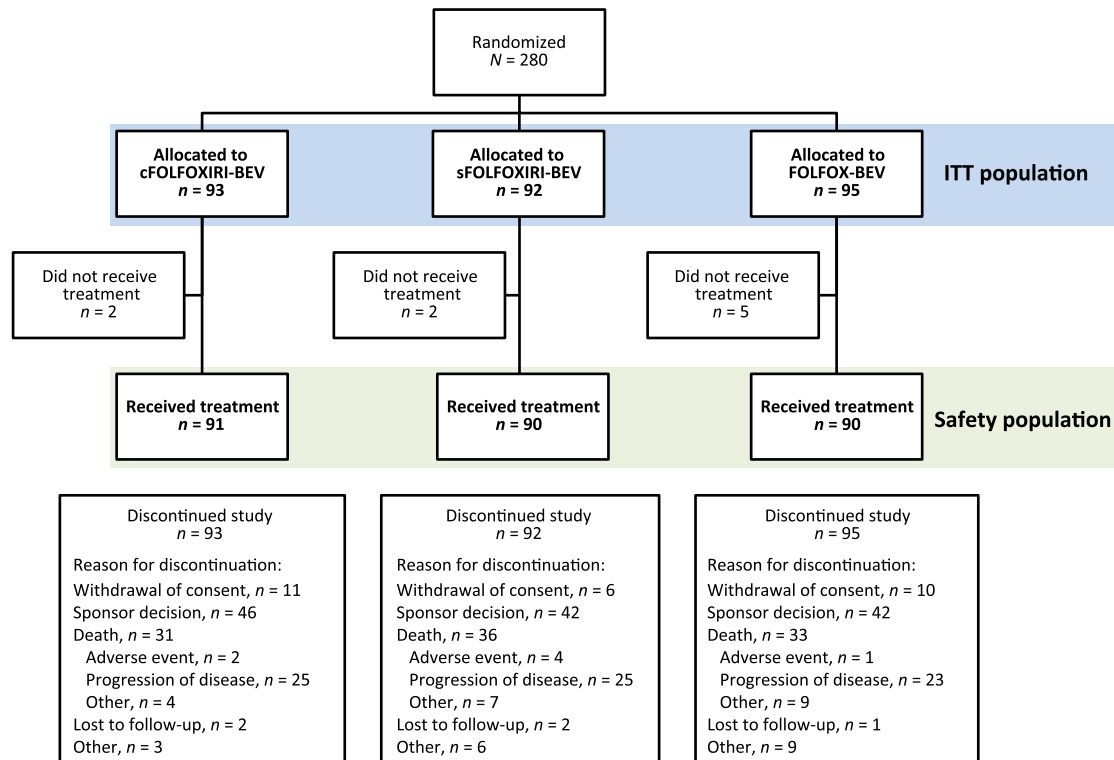 Randomized
N = 280
Allocated to
cFOLFOXIRI-BEV
n = 93
Allocated to
sFOLFOXIRI-BEV
n = 92
Allocated to
FOLFOX-BEV
n = 95
ITT population
Did not receive
treatment
n = 2
Did not receive
treatment
n = 2
Did not receive
treatment
n = 5
Received treatment
n = 91
Received treatment
n = 90
Received treatment
n = 90
Safety population
Discontinued study
n = 93
Reason for discontinuation:
Withdrawal of consent, n = 11
Sponsor decision, n = 46
Death, n = 31
Adverse event, n = 2
Progression of disease, n = 25
Other, n = 4
Lost to follow-up, n = 2
Other, n = 3
Discontinued study
n = 92
Reason for discontinuation:
Withdrawal of consent, n = 6
Sponsor decision, n = 42
Death, n = 36
Adverse event, n = 4
Progression of disease, n = 25
Other, n = 7
Lost to follow-up, n = 2
Other, n = 6
Discontinued study
n = 95
Reason for discontinuation:
Withdrawal of consent, n = 10
Sponsor decision, n = 42
Death, n = 33
Adverse event, n = 1
Progression of disease, n = 23
Other, n = 9
Lost to follow-up, n = 1
Other, n = 9